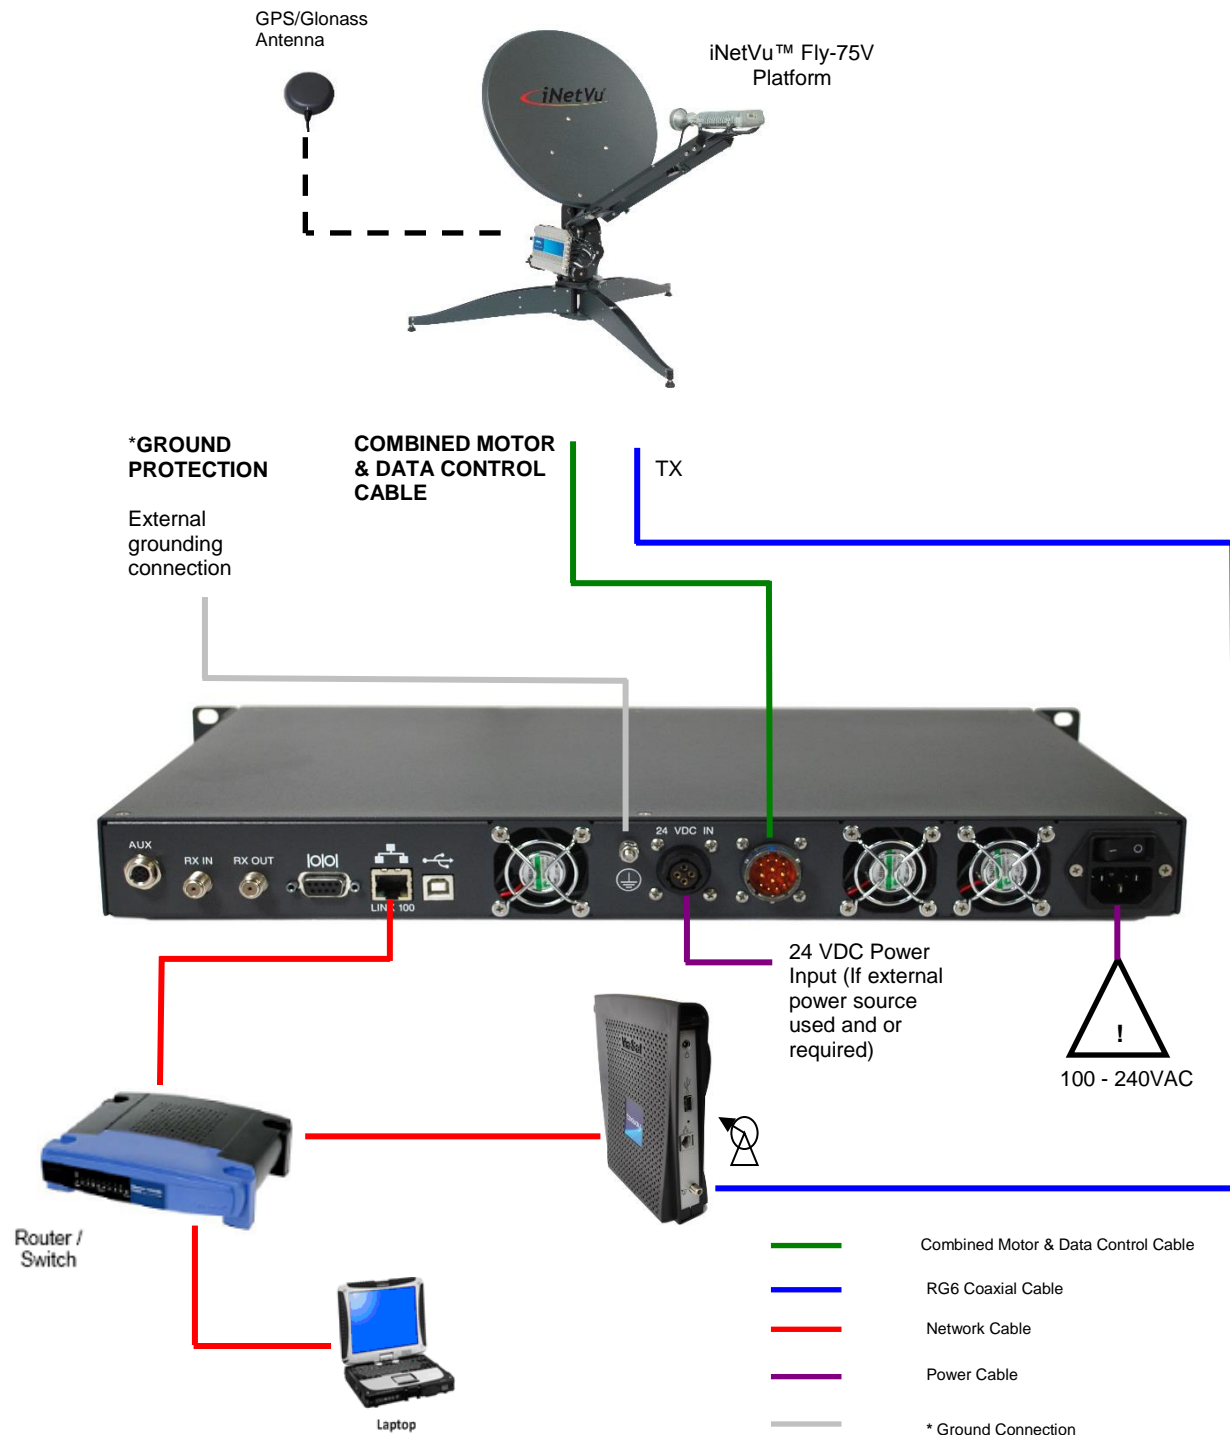 GPS/Glonass
Antenna
iNetVu™ Fly-75V
Platform
iNetVu
*GROUND
PROTECTION
External
grounding
connection
COMBINED MOTOR
& DATA CONTROL
CABLE
TX
AUX
RX IN
RX OUT
|O|O|
LINK 100
24 VDC IN
24 VDC Power
Input (If external
power source
used and or
required)
!
100 - 240VAC
ViaSat
Router /
Switch
Laptop
Combined Motor & Data Control Cable
RG6 Coaxial Cable
Network Cable
Power Cable
* Ground Connection